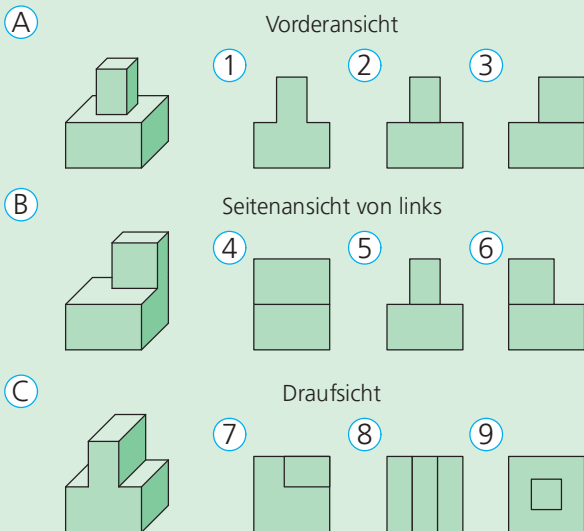 A
Vorderansicht
1 2 3
B
Seitenansicht von links
4 5 6
C
Draufsicht
7 8 9